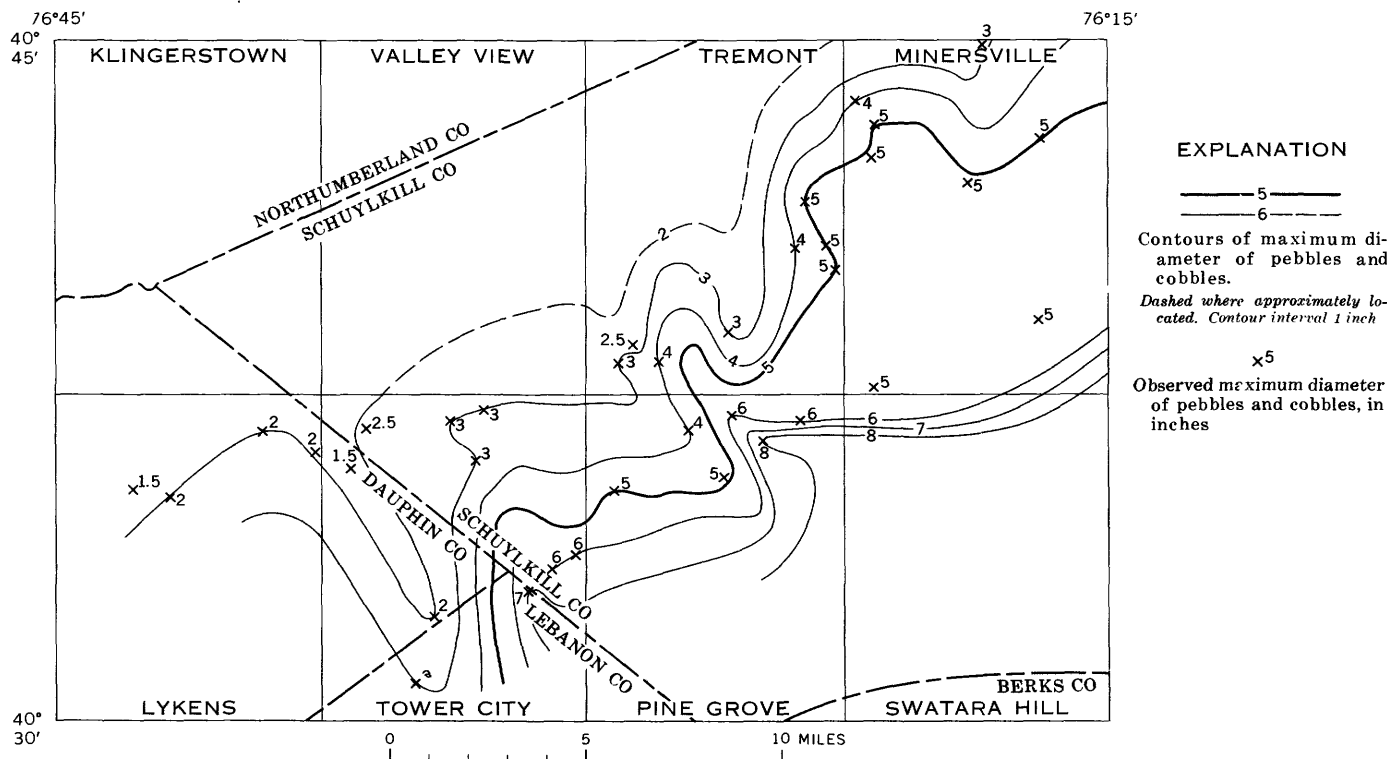 76°45′
76°15′
40°
45′
KLINGERSTOWN
VALLEY VIEW
TREMONT
MINERSVILLE
3
4
5
5
5
5
NORTHUMBERLAND CO
SCHUYLKILL CO
5
4
5
5
2
3
5
3
2.5
3
4
4
5
5
2
2
2.5
3
3
4
6
6
6
7
8
8
1.5
2
1.5
3
5
5
DAUPHIN CO
SCHUYLKILL CO
6
6
7
LEBANON CO
2
BERKS CO
LYKENS
TOWER CITY
PINE GROVE
SWATARA HILL
40°
30′
0 5 10 MILES
EXPLANATION
5
6
Contours of maximum di-
ameter of pebbles and
cobbles.
Dashed where approximately lo-
cated. Contour interval 1 inch
×5
Observed maximum diameter
of pebbles and cobbles, in
inches